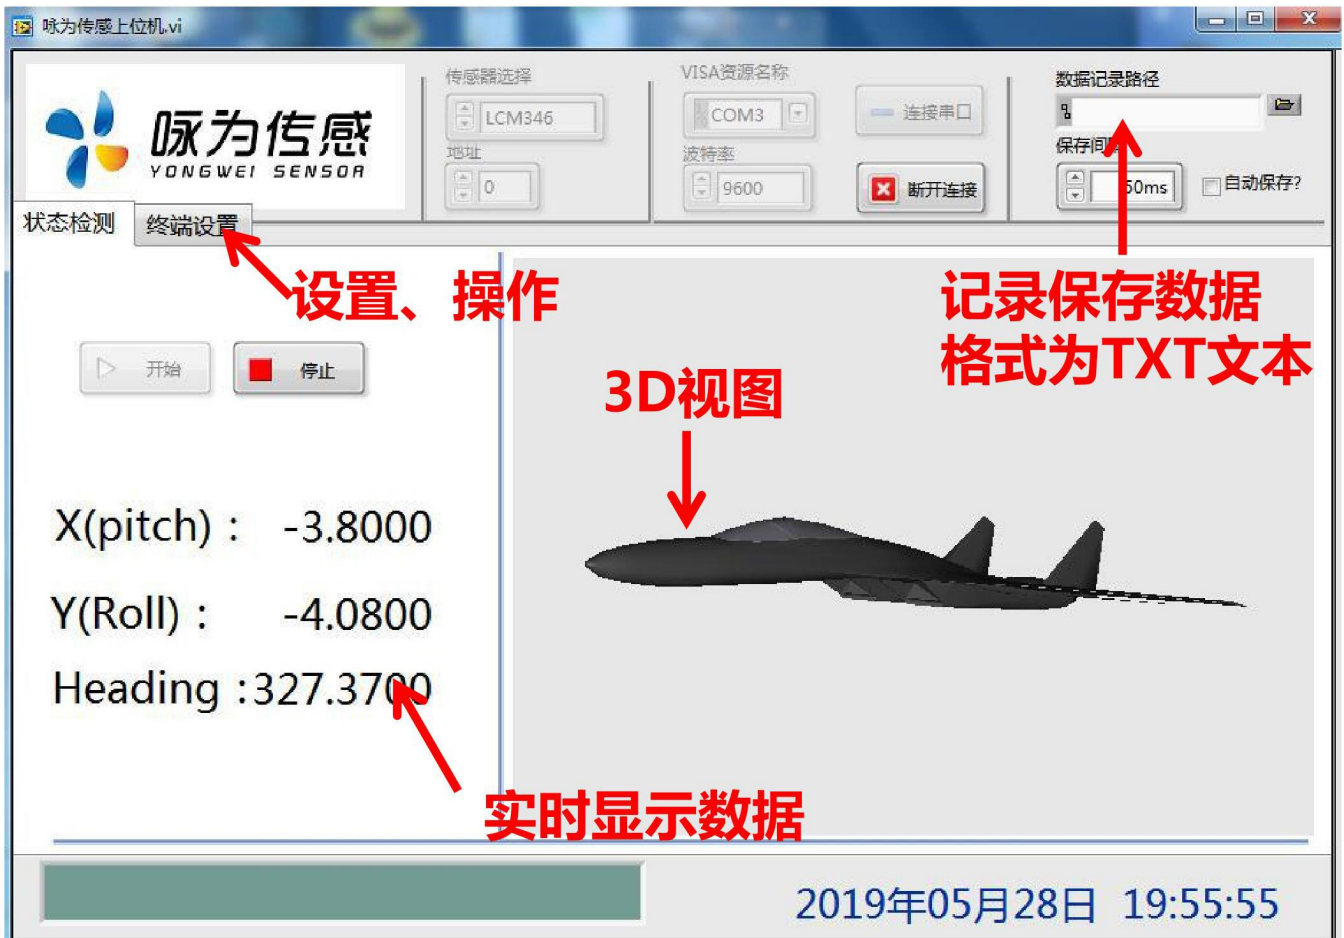 咏为传感上位机.vi
咏为传感
YONGWEI SENSOR
传感器选择
LCM346
地址
0
VISA资源名称
COM3
连接串口
波特率
9600
断开连接
数据记录路径
保存间
50ms
自动保存?
状态检测
终端设置
设置、操作
记录保存数据
格式为TXT文本
开始
停止
3D视图
X(pitch) : -3.8000
Y(Roll) : -4.0800
Heading :327.3700
实时显示数据
2019年05月28日 19:55:55